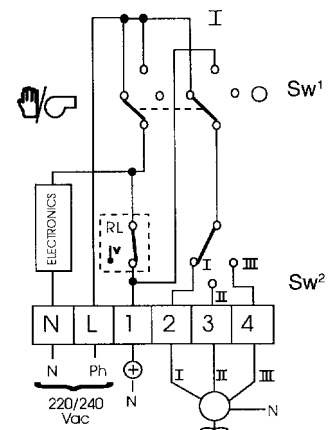 I
Sw¹
ELECTRONICS
RL
v
I
III
II
Sw²
N L 1 2 3 4
N Ph + I II III
N
N
220/240
Vac